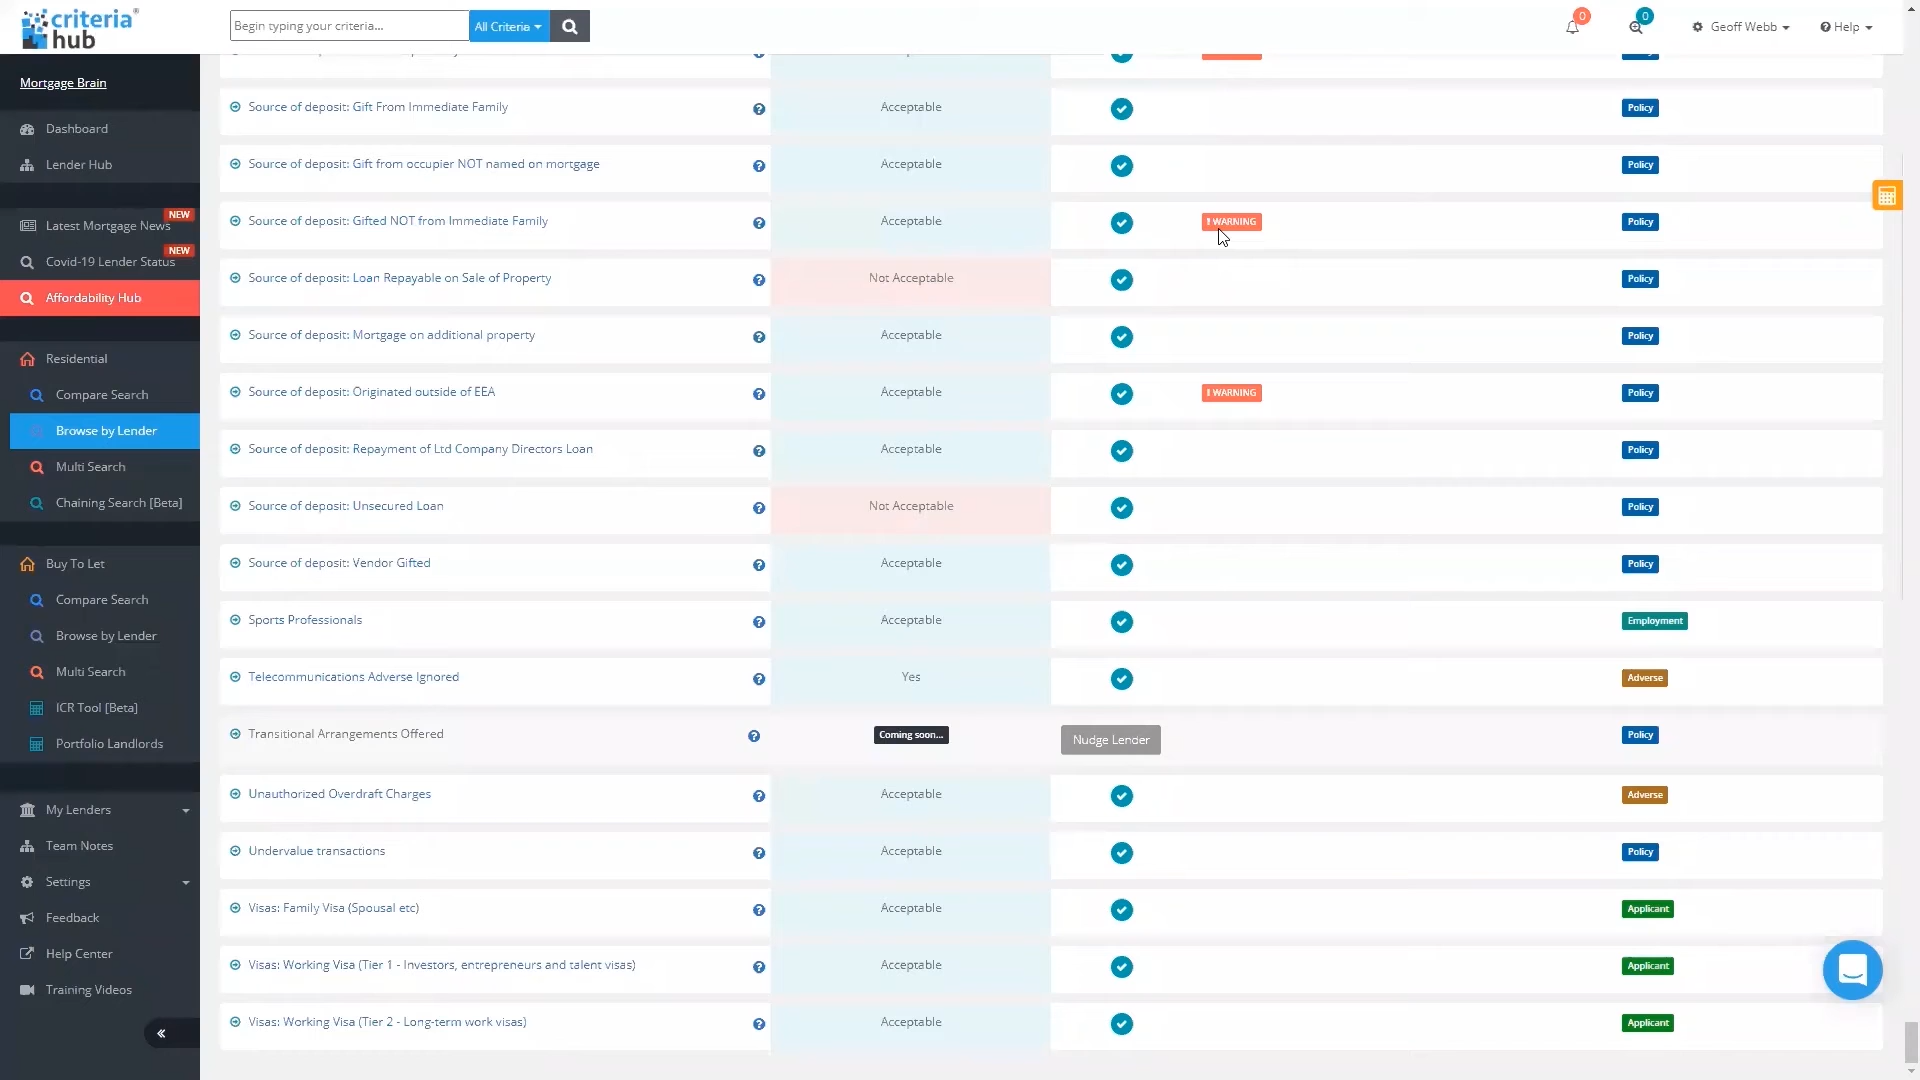 criteria hub
Begin typing your criteria...
All Criteria
0
0
Geoff Webb
? Help
Mortgage Brain
Dashboard
Lender Hub
Latest Mortgage News NEW
Covid-19 Lender Status NEW
Affordability Hub
Residential
Compare Search
Browse by Lender
Multi Search
Chaining Search [Beta]
Buy To Let
Compare Search
Browse by Lender
Multi Search
ICR Tool [Beta]
Portfolio Landlords
My Lenders
Team Notes
Settings
Feedback
Help Center
Training Videos
«
Source of deposit: Gift From Immediate Family ? Acceptable Policy
Source of deposit: Gift from occupier NOT named on mortgage ? Acceptable Policy
Source of deposit: Gifted NOT from Immediate Family ? Acceptable ! WARNING Policy
Source of deposit: Loan Repayable on Sale of Property ? Not Acceptable Policy
Source of deposit: Mortgage on additional property ? Acceptable Policy
Source of deposit: Originated outside of EEA ? Acceptable ! WARNING Policy
Source of deposit: Repayment of Ltd Company Directors Loan ? Acceptable Policy
Source of deposit: Unsecured Loan ? Not Acceptable Policy
Source of deposit: Vendor Gifted ? Acceptable Policy
Sports Professionals ? Acceptable Employment
Telecommunications Adverse Ignored ? Yes Adverse
Transitional Arrangements Offered ? Coming soon... Nudge Lender Policy
Unauthorized Overdraft Charges ? Acceptable Adverse
Undervalue transactions ? Acceptable Policy
Visas: Family Visa (Spousal etc) ? Acceptable Applicant
Visas: Working Visa (Tier 1 - Investors, entrepreneurs and talent visas) ? Acceptable Applicant
Visas: Working Visa (Tier 2 - Long-term work visas) ? Acceptable Applicant